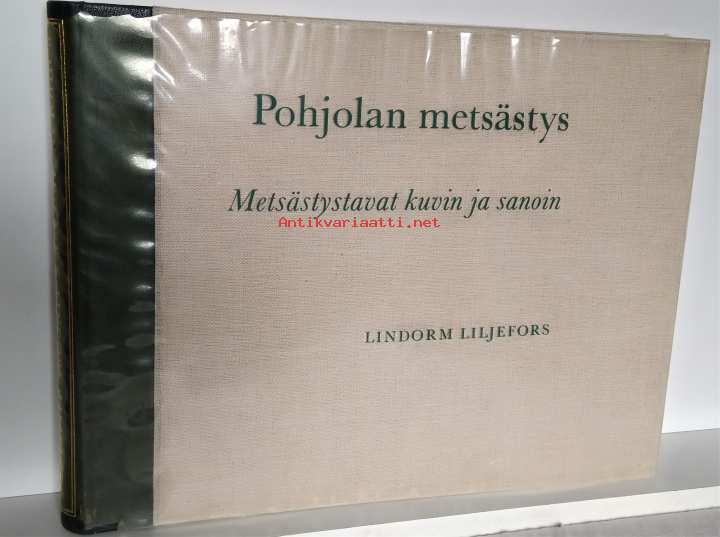 Pohjolan metsästys
Metsästystavat kuvin ja sanoin
Antikvariaatti.net
LINDORM LILJEFORS